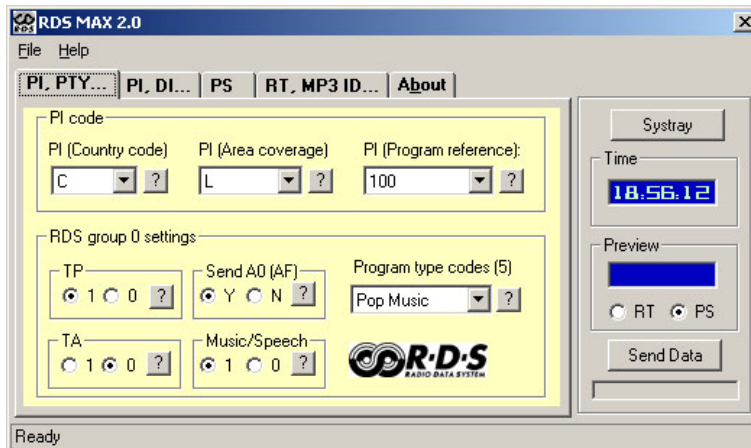 RDS MAX 2.0
File Help
PI, PTY... PI, DI... PS RT, MP3 ID... About
PI code
PI (Country code) PI (Area coverage) PI (Program reference):
C ? L ? 100 ?
RDS group 0 settings
TP Send A0 (AF) Program type codes (5)
1 0 ? Y N ? Pop Music ?
TA Music/Speech
1 0 ? 1 0 ?
R·D·S
RADIO DATA SYSTEM
Systray
Time
18:56:12
Preview
RT PS
Send Data
Ready